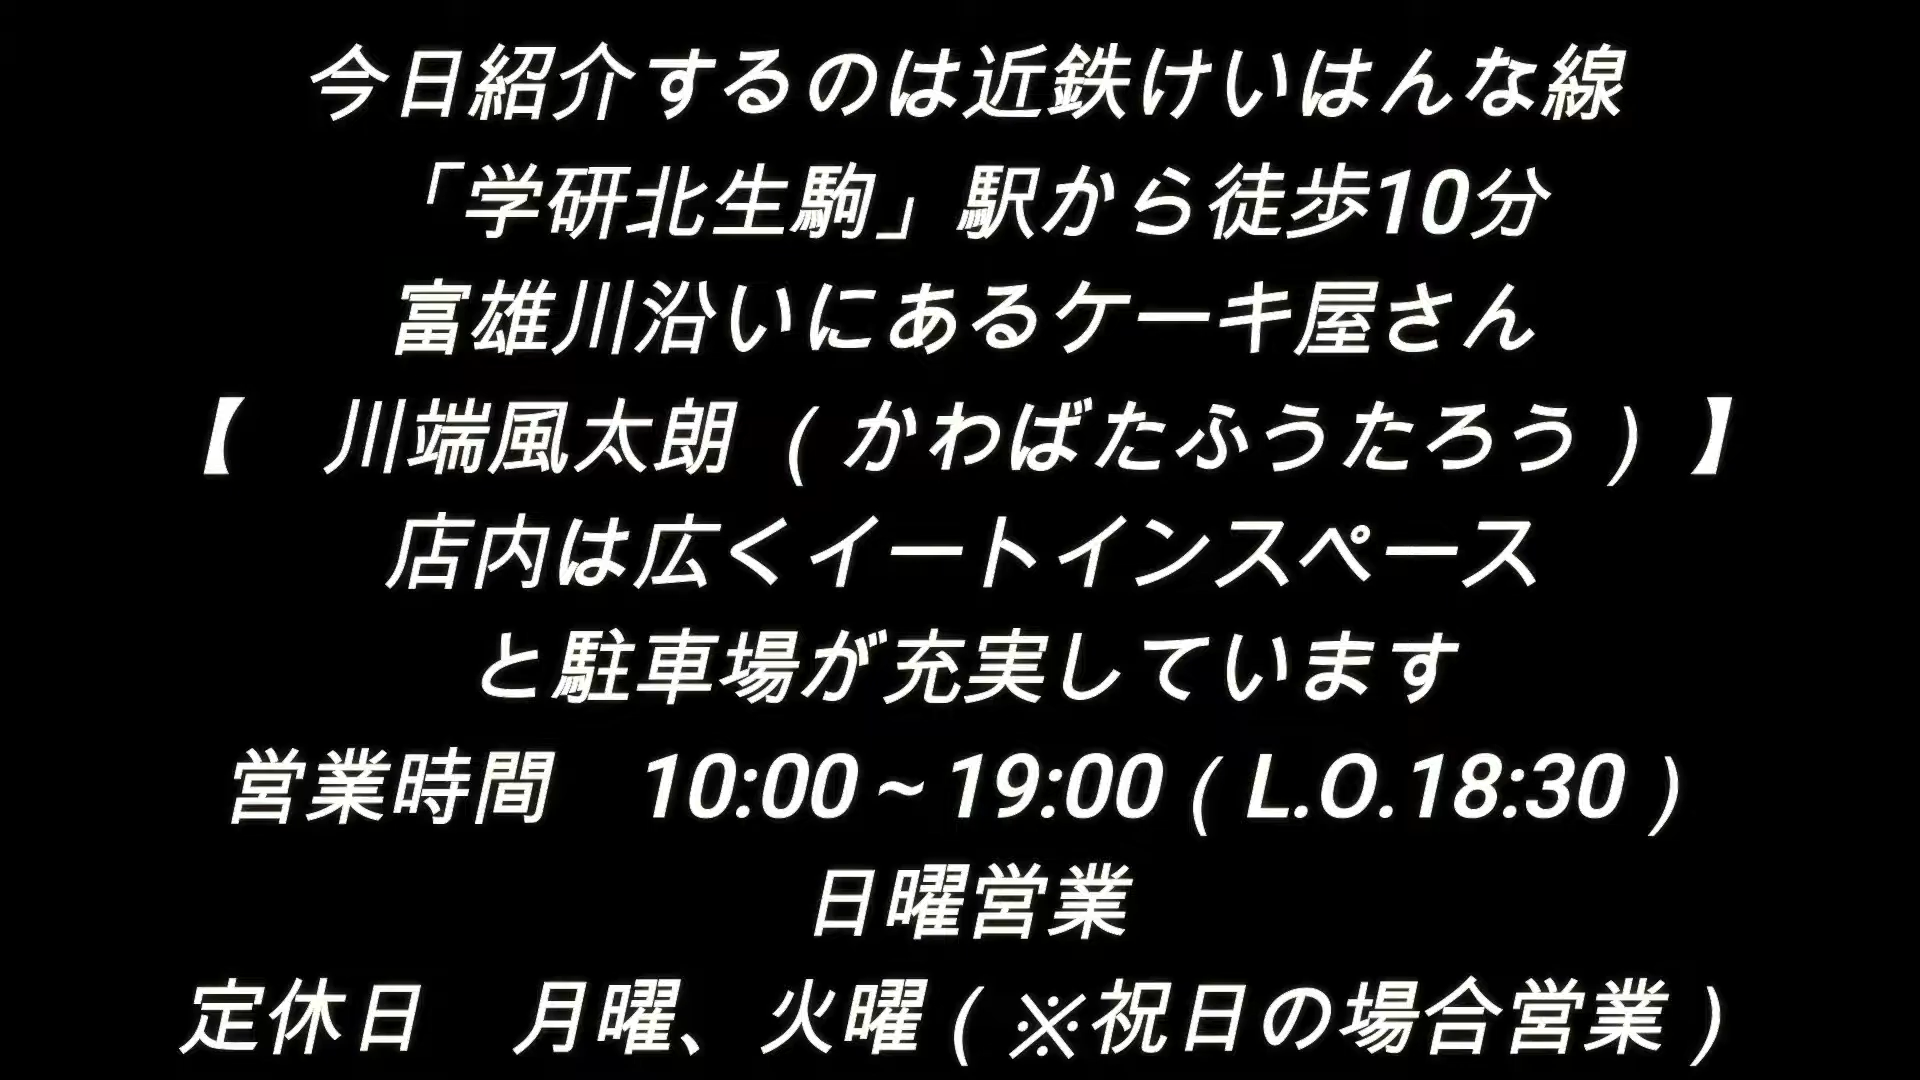 今日紹介するのは近鉄けいはんな線
「学研北生駒」駅から徒歩10分
富雄川沿いにあるケーキ屋さん
【　川端風太朗（かわばたふうたろう）】
店内は広くイートインスペース
と駐車場が充実しています
営業時間　10:00～19:00（L.O.18:30）
日曜営業
定休日　月曜、火曜（※祝日の場合営業）